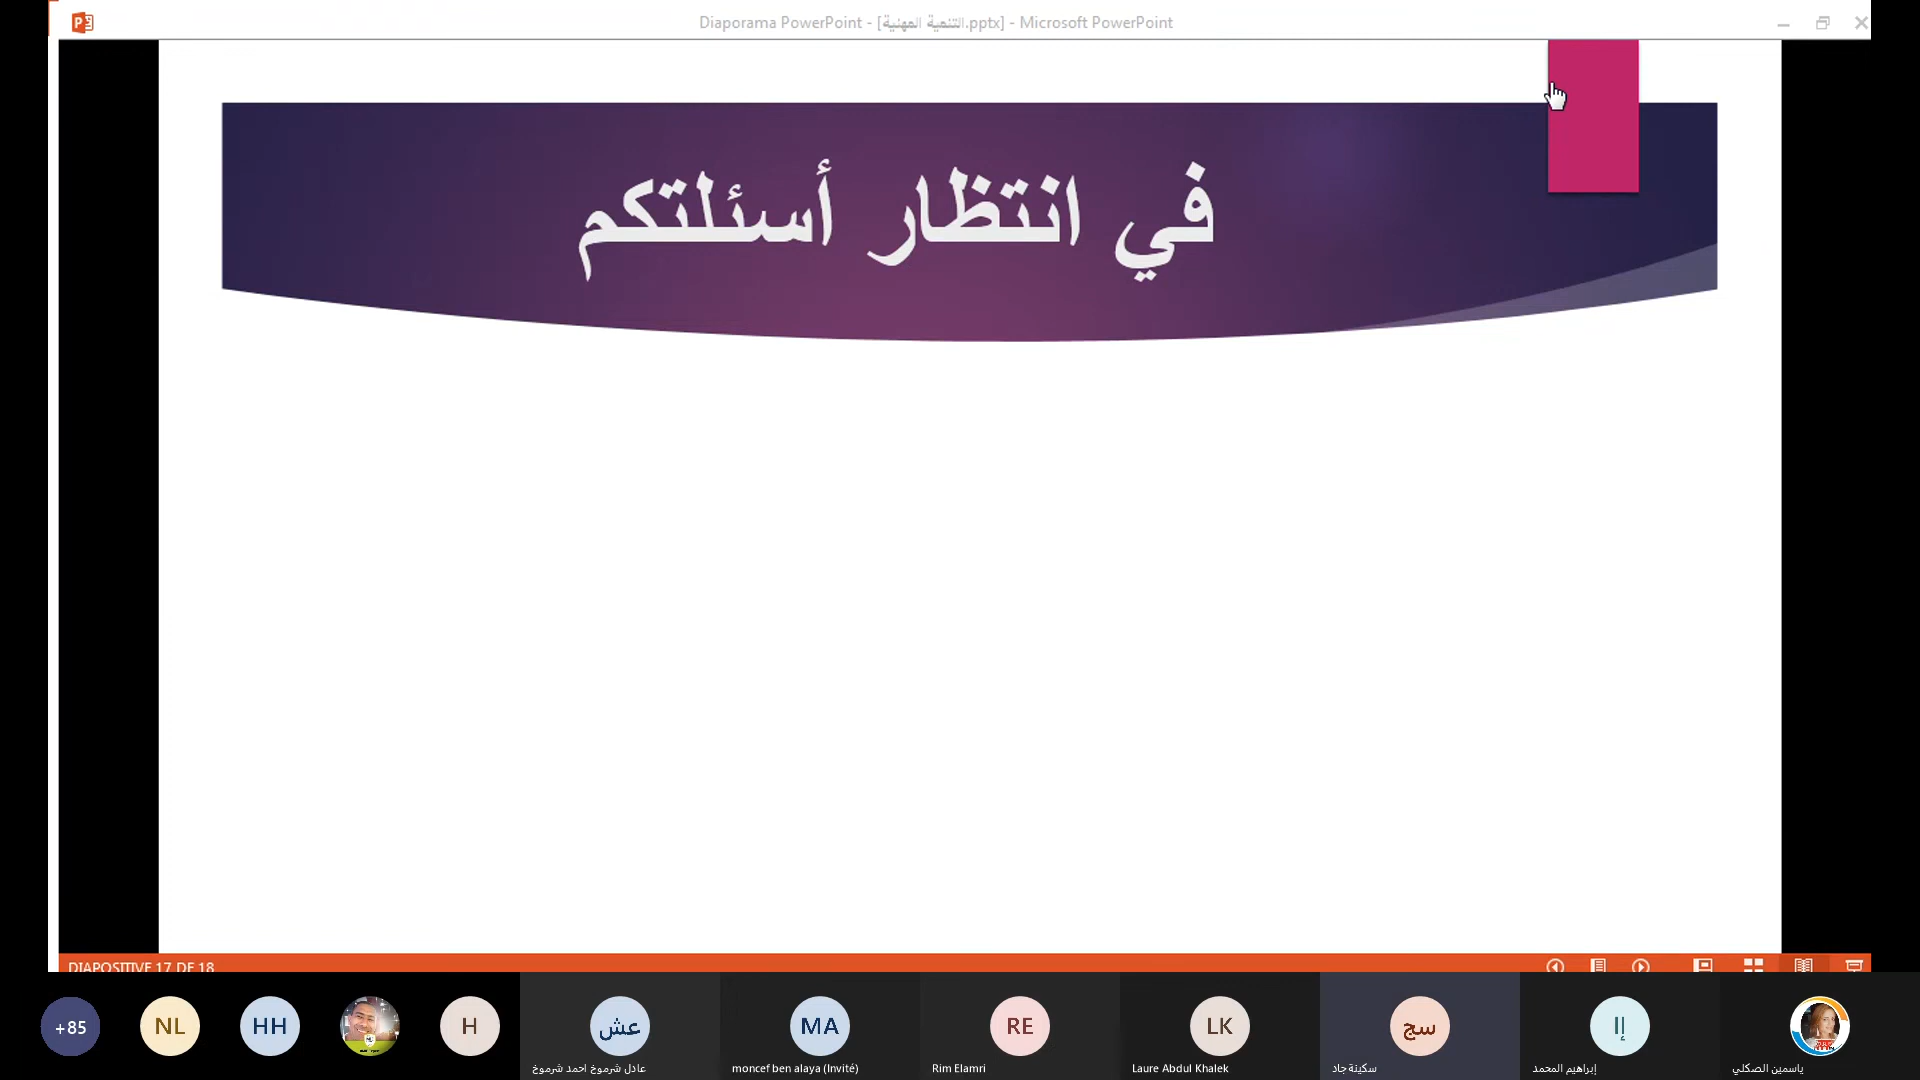 Diaporama PowerPoint - [التنمية المهنية.pptx] - Microsoft PowerPoint
في انتظار أسئلتكم
DIAPOSITIVE 17 DE 18
+85
NL
HH
H
عش
MA
RE
LK
سج
إا
عادل شرموخ احمد شرموخ
moncef ben alaya (Invité)
Rim Elamri
Laure Abdul Khalek
سكينة جاد
إبراهيم المحمد
ياسمين الصكلي